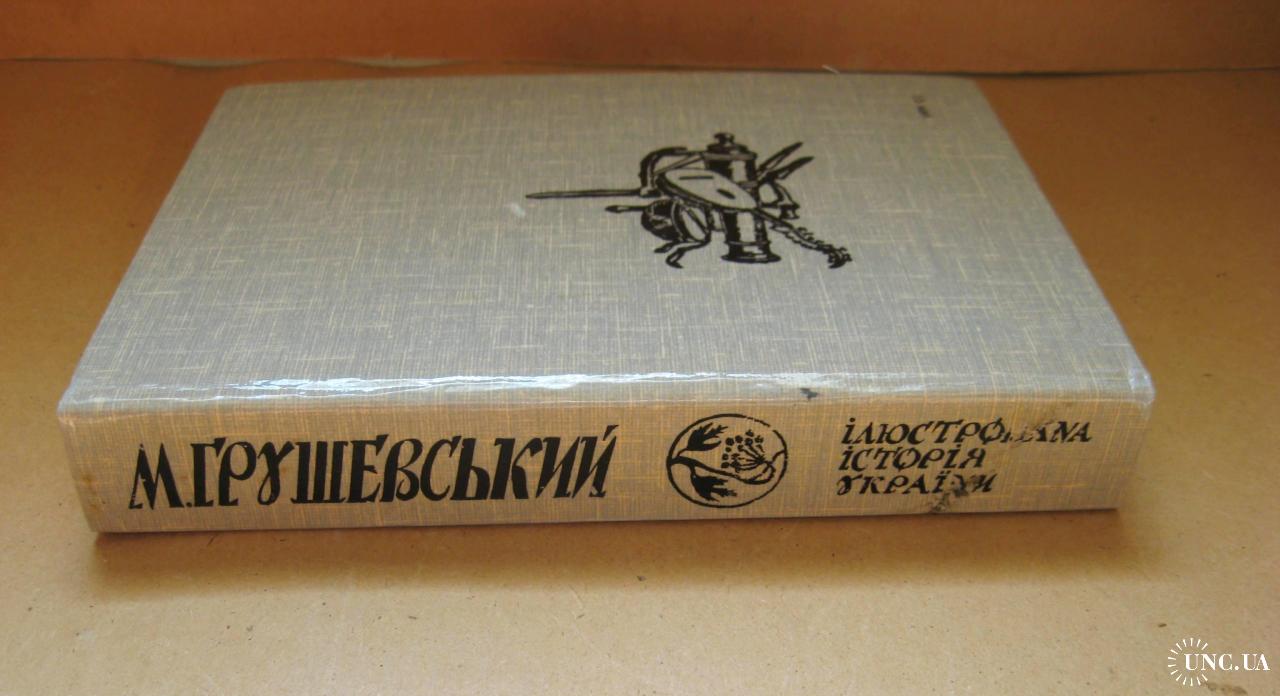 М.ГРУШЕВСЬКИЙ
ІЛЮСТРОВАНА
ІСТОРІЯ
УКРАЇНИ
UNC.UA